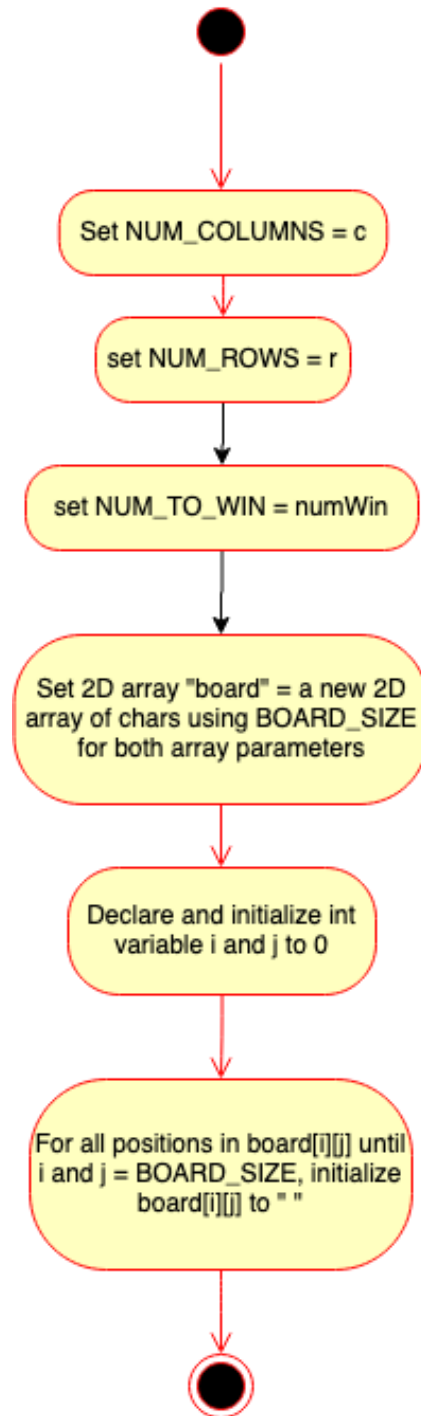 Set NUM_COLUMNS = c
set NUM_ROWS = r
set NUM_TO_WIN = numWin
Set 2D array "board" = a new 2D
array of chars using BOARD_SIZE
for both array parameters
Declare and initialize int
variable i and j to 0
For all positions in board[i][j] until
i and j = BOARD_SIZE, initialize
board[i][j] to " "